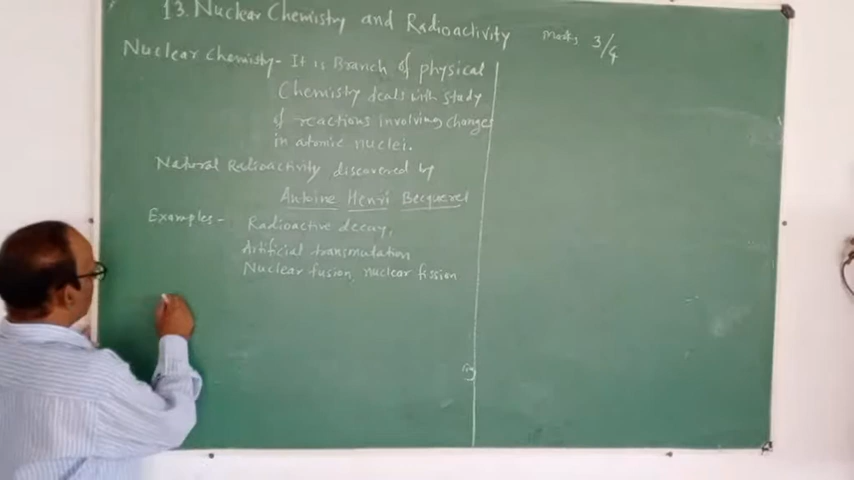 13. Nuclear Chemistry and Radioactivity
Marks 3/4
Nuclear chemistry - It is Branch of physical
Chemistry deals with study
of reactions involving changes
in atomic nuclei.
Natural Radioactivity discovered by
Antoine Henri Becquerel
Examples - Radioactive decay,
Artificial transmutation
Nuclear fusion, nuclear fission